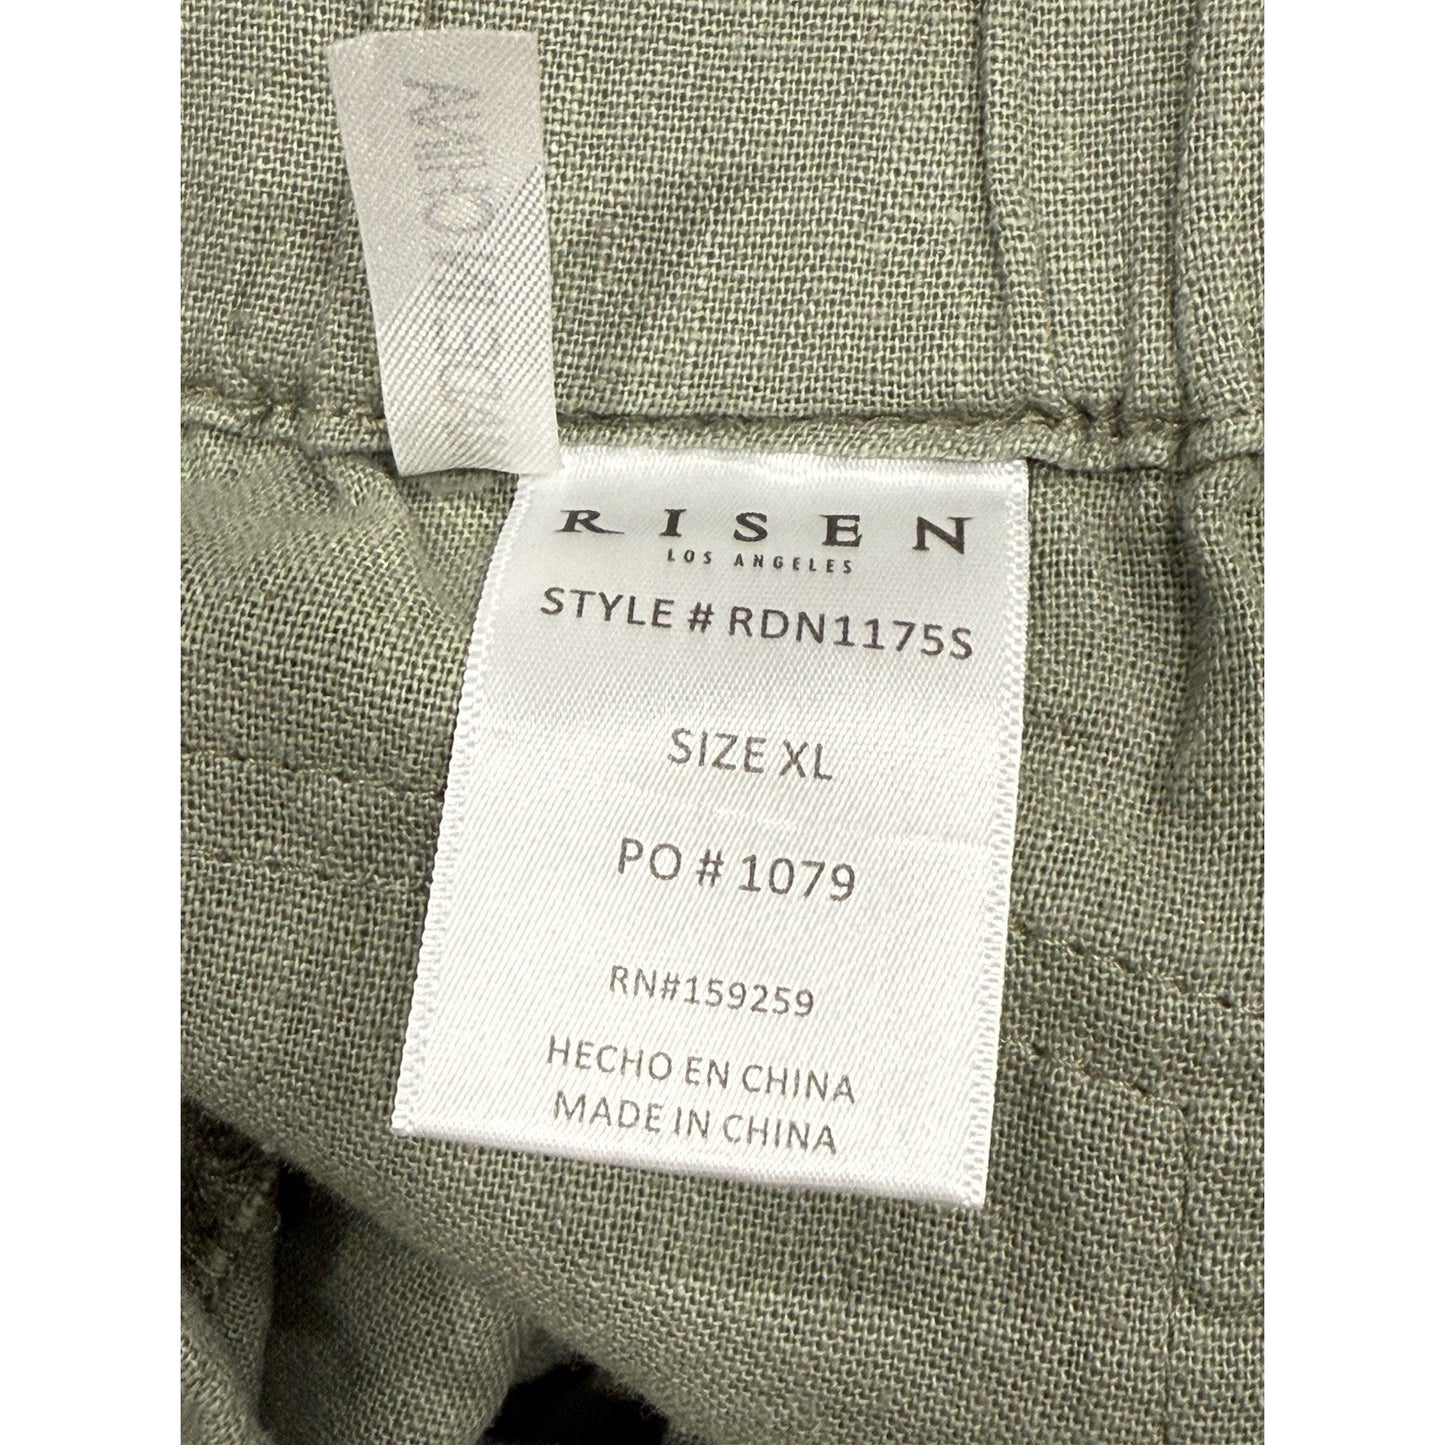 RISEN
LOS ANGELES
STYLE # RDN1175S
SIZE XL
PO # 1079
RN#159259
HECHO EN CHINA
MADE IN CHINA